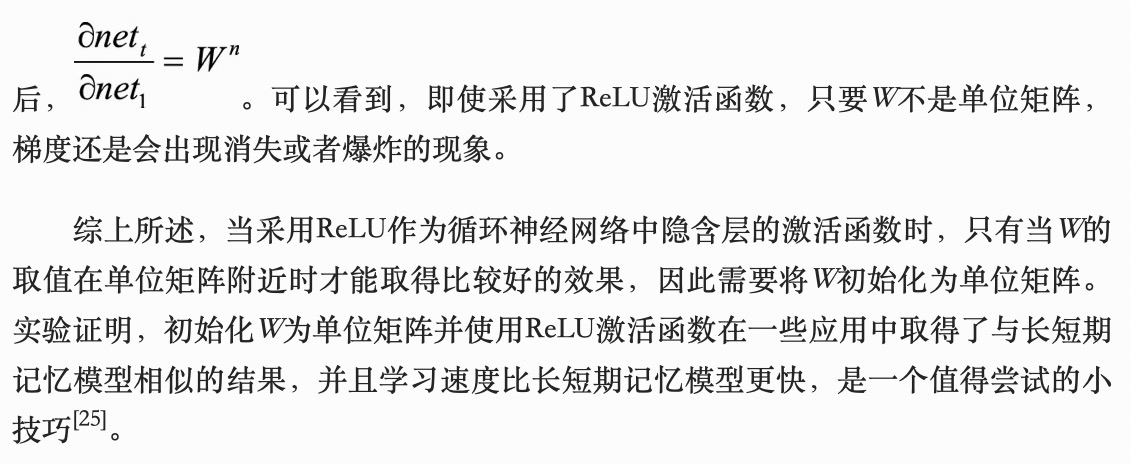 后，∂net_t/∂net_1 = W^n。可以看到，即使采用了ReLU激活函数，只要W不是单位矩阵，
梯度还是会出现消失或者爆炸的现象。
综上所述，当采用ReLU作为循环神经网络中隐含层的激活函数时，只有当W的
取值在单位矩阵附近时才能取得比较好的效果，因此需要将W初始化为单位矩阵。
实验证明，初始化W为单位矩阵并使用ReLU激活函数在一些应用中取得了与长短期
记忆模型相似的结果，并且学习速度比长短期记忆模型更快，是一个值得尝试的小
技巧[25]。